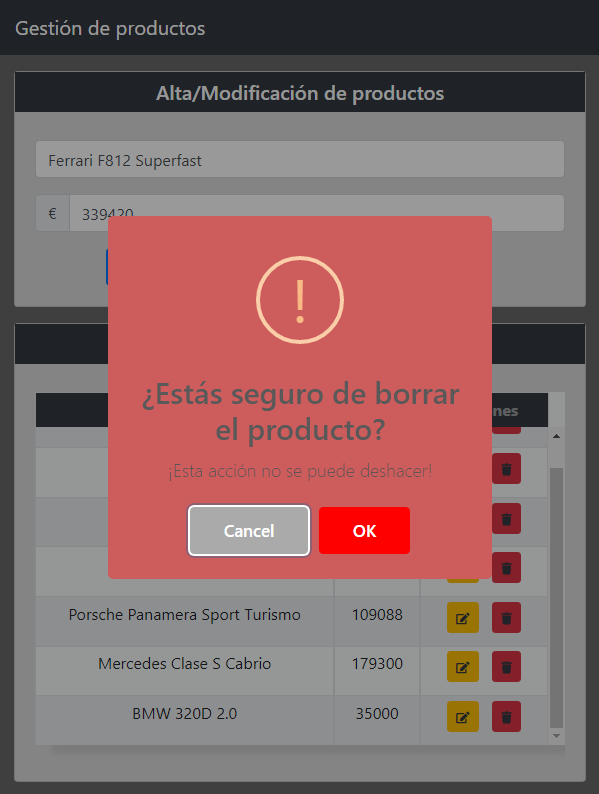 Gestión de productos
Alta/Modificación de productos
Ferrari F812 Superfast
€ 339420
!
¿Estás seguro de borrar
el producto?
¡Esta acción no se puede deshacer!
Cancel OK
Porsche Panamera Sport Turismo 109088
Mercedes Clase S Cabrio 179300
BMW 320D 2.0 35000